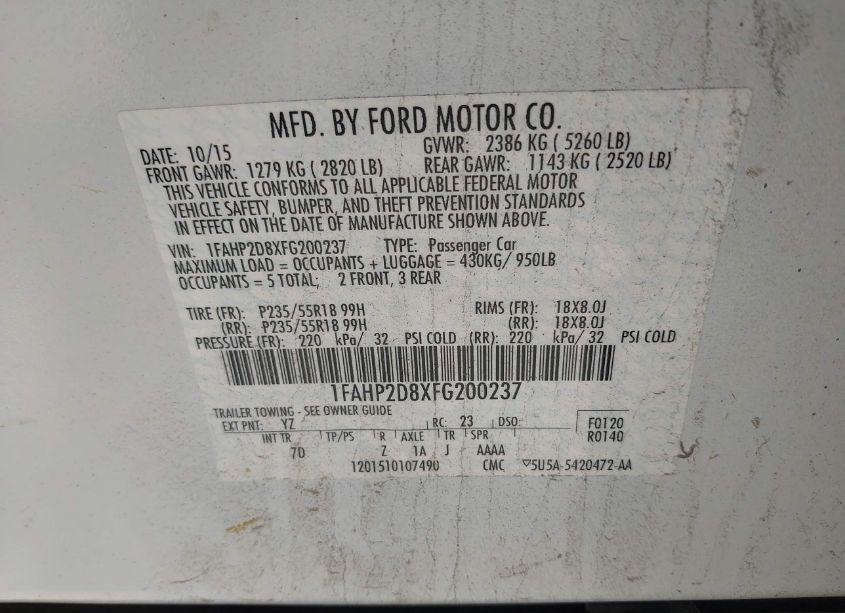 MFD. BY FORD MOTOR CO.
DATE: 10/15 GVWR: 2386 KG ( 5260 LB)
FRONT GAWR: 1279 KG ( 2820 LB) REAR GAWR: 1143 KG ( 2520 LB)
THIS VEHICLE CONFORMS TO ALL APPLICABLE FEDERAL MOTOR
VEHICLE SAFETY, BUMPER, AND THEFT PREVENTION STANDARDS
IN EFFECT ON THE DATE OF MANUFACTURE SHOWN ABOVE.
VIN: 1FAHP2D8XFG200237 TYPE: Passenger Car
MAXIMUM LOAD = OCCUPANTS + LUGGAGE = 430KG/ 950LB
OCCUPANTS = 5 TOTAL; 2 FRONT, 3 REAR
TIRE (FR): P235/55R18 99H RIMS (FR): 18X8.0J
(RR): P235/55R18 99H (RR): 18X8.0J
PRESSURE (FR): 220 kPa/ 32 PSI COLD (RR): 220 kPa/ 32 PSI COLD
1FAHP2D8XFG200237
TRAILER TOWING - SEE OWNER GUIDE
EXT PNT: YZ RC: 23 DSO: F0120
INT TR TP/PS R AXLE TR SPR R0140
7D Z 1A J AAAA
1201510107490 CMC ▽5U5A-5420472-AA